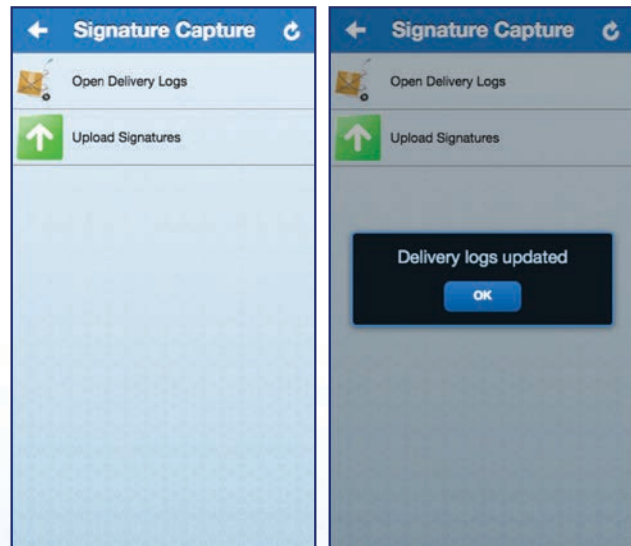 Signature Capture
Open Delivery Logs
Upload Signatures
Signature Capture
Open Delivery Logs
Upload Signatures
Delivery logs updated
OK